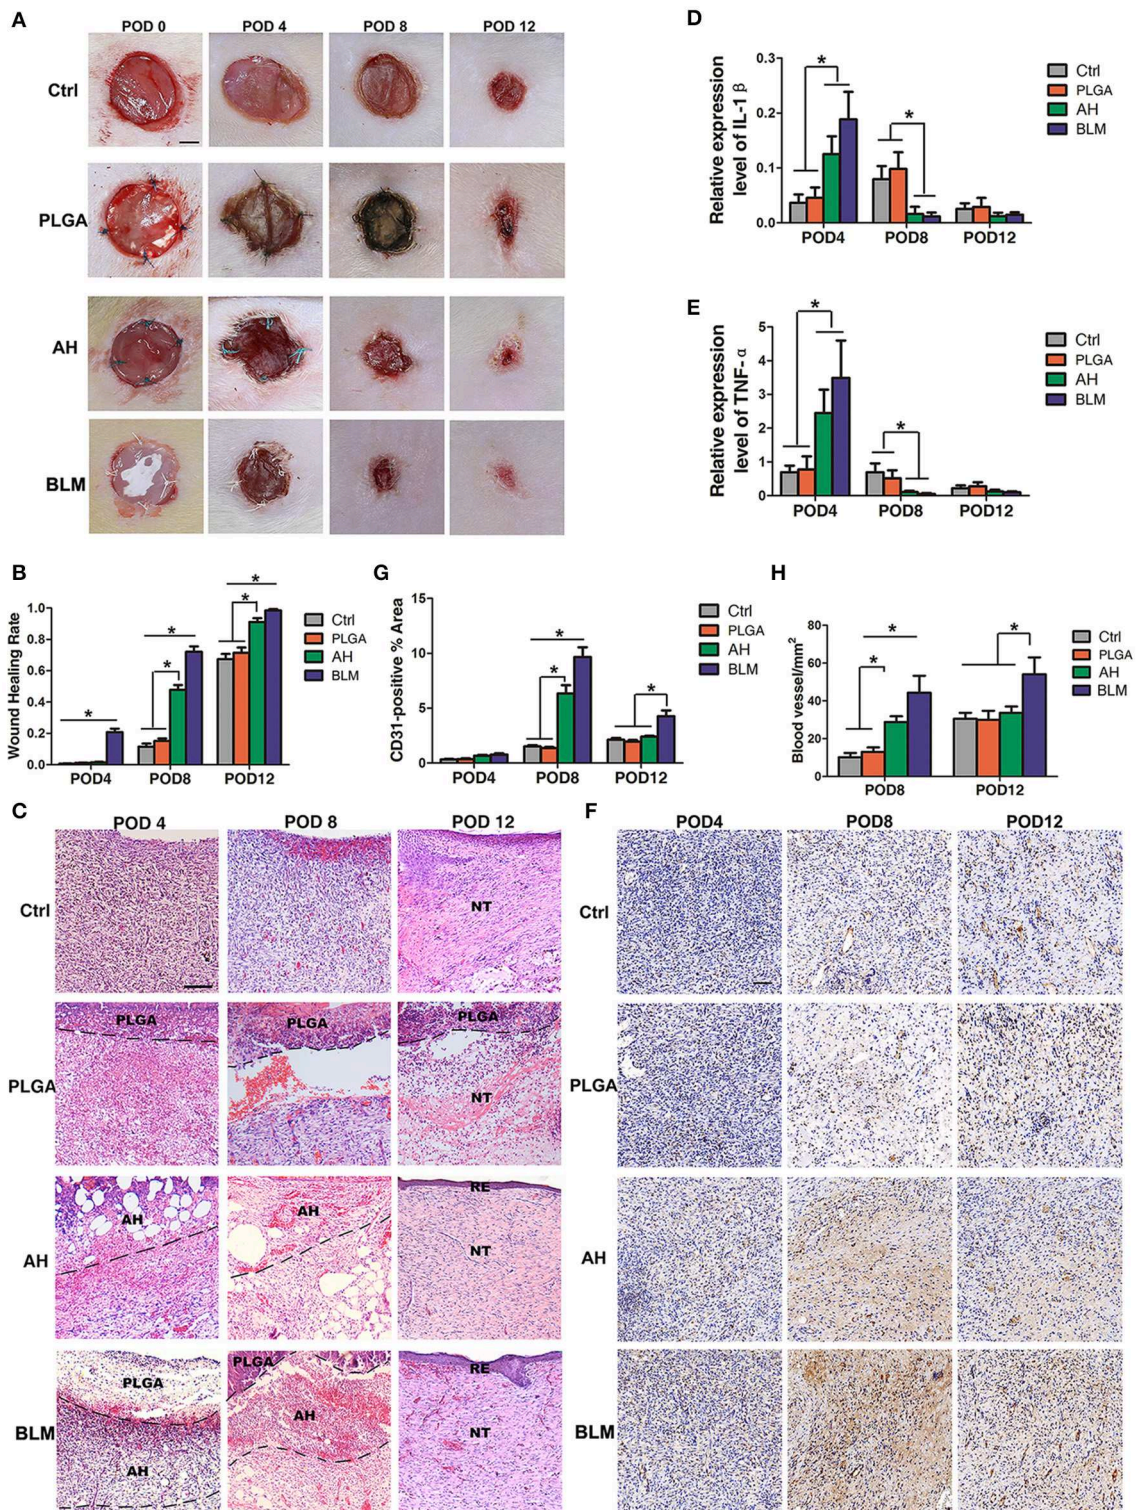 A
POD 0 POD 4 POD 8 POD 12
Ctrl
PLGA
AH
BLM
D
Relative expression
level of IL-1 β
0.3
0.2
0.1
0.0
*
*
POD4 POD8 POD12
Ctrl
PLGA
AH
BLM
E
Relative expression
level of TNF- α
5
4
3
2
1
0
*
*
POD4 POD8 POD12
Ctrl
PLGA
AH
BLM
B
Wound Healing Rate
1.0
0.8
0.6
0.4
0.2
0.0
*
*
*
*
*
POD4 POD8 POD12
Ctrl
PLGA
AH
BLM
G
CD31-positive % Area
15
10
5
0
*
*
*
POD4 POD8 POD12
Ctrl
PLGA
AH
BLM
H
Blood vessel/mm2
80
60
40
20
0
*
*
*
POD8 POD12
Ctrl
PLGA
AH
BLM
C
POD 4 POD 8 POD 12
Ctrl
NT
PLGA
PLGA PLGA PLGA
NT
AH
AH AH RE
NT
BLM
PLGA PLGA RE
AH AH NT
F
POD4 POD8 POD12
Ctrl
PLGA
AH
BLM